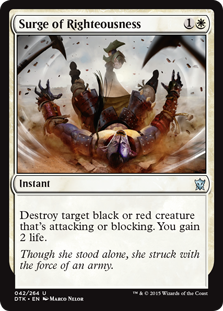 Surge of Righteousness 1
Instant
Destroy target black or red creature
that's attacking or blocking. You gain
2 life.
Though she stood alone, she struck with
the force of an army.
042/264 U
DTK • EN Marco Nelor
™ & © 2015 Wizards of the Coast